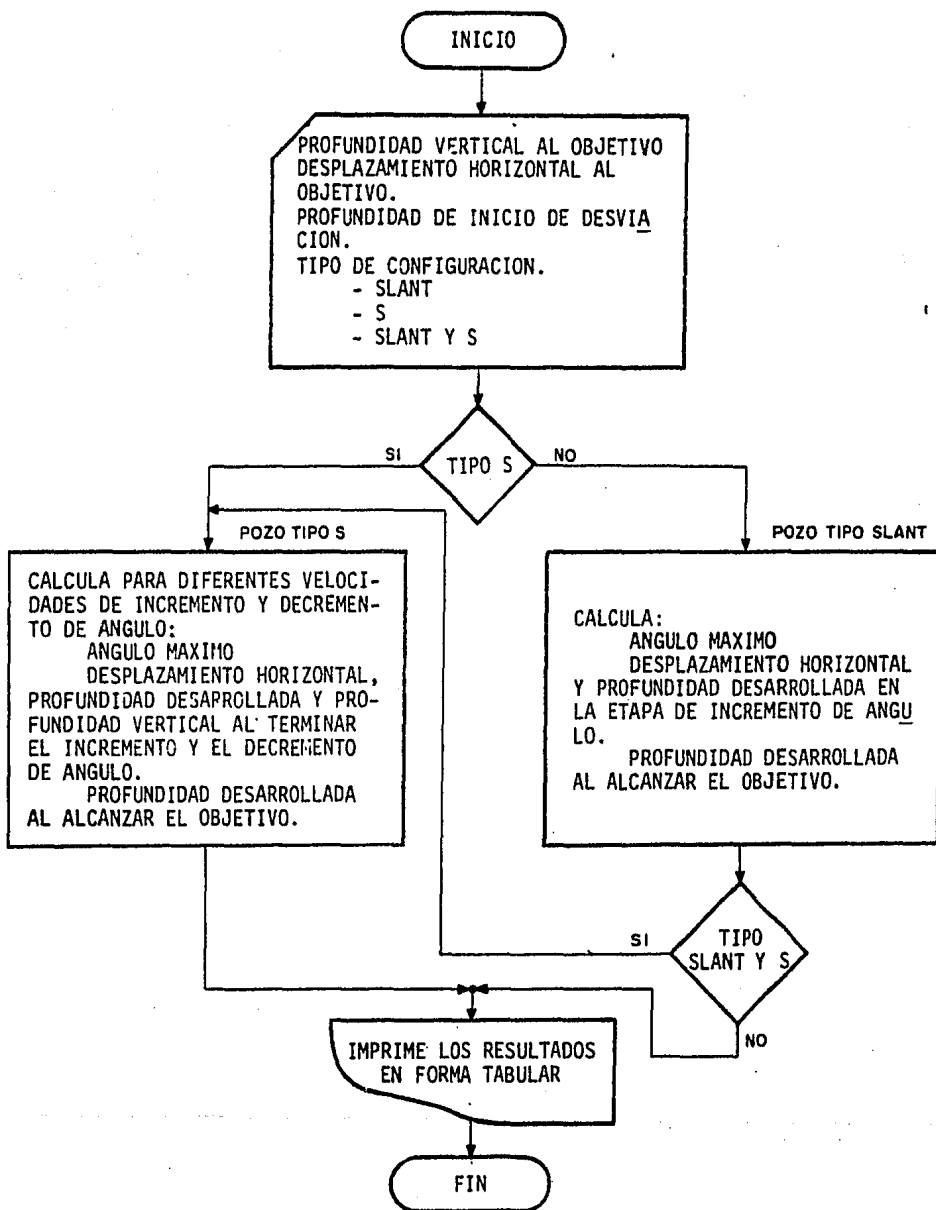 INICIO
PROFUNDIDAD VERTICAL AL OBJETIVO
DESPLAZAMIENTO HORIZONTAL AL
OBJETIVO.
PROFUNDIDAD DE INICIO DE DESVIA
CION.
TIPO DE CONFIGURACION.
- SLANT
- S
- SLANT Y S
TIPO S
SI
NO
POZO TIPO S
CALCULA PARA DIFERENTES VELOCI-
DADES DE INCREMENTO Y DECREMEN-
TO DE ANGULO:
ANGULO MAXIMO
DESPLAZAMIENTO HORIZONTAL,
PROFUNDIDAD DESARROLLADA Y PRO-
FUNDIDAD VERTICAL AL TERMINAR
EL INCREMENTO Y EL DECREMENTO
DE ANGULO.
PROFUNDIDAD DESARROLLADA
AL ALCANZAR EL OBJETIVO.
POZO TIPO SLANT
CALCULA:
ANGULO MAXIMO
DESPLAZAMIENTO HORIZONTAL
Y PROFUNDIDAD DESARROLLADA EN
LA ETAPA DE INCREMENTO DE ANGU
LO.
PROFUNDIDAD DESARROLLADA
AL ALCANZAR EL OBJETIVO.
TIPO
SLANT Y S
SI
NO
IMPRIME LOS RESULTADOS
EN FORMA TABULAR
FIN